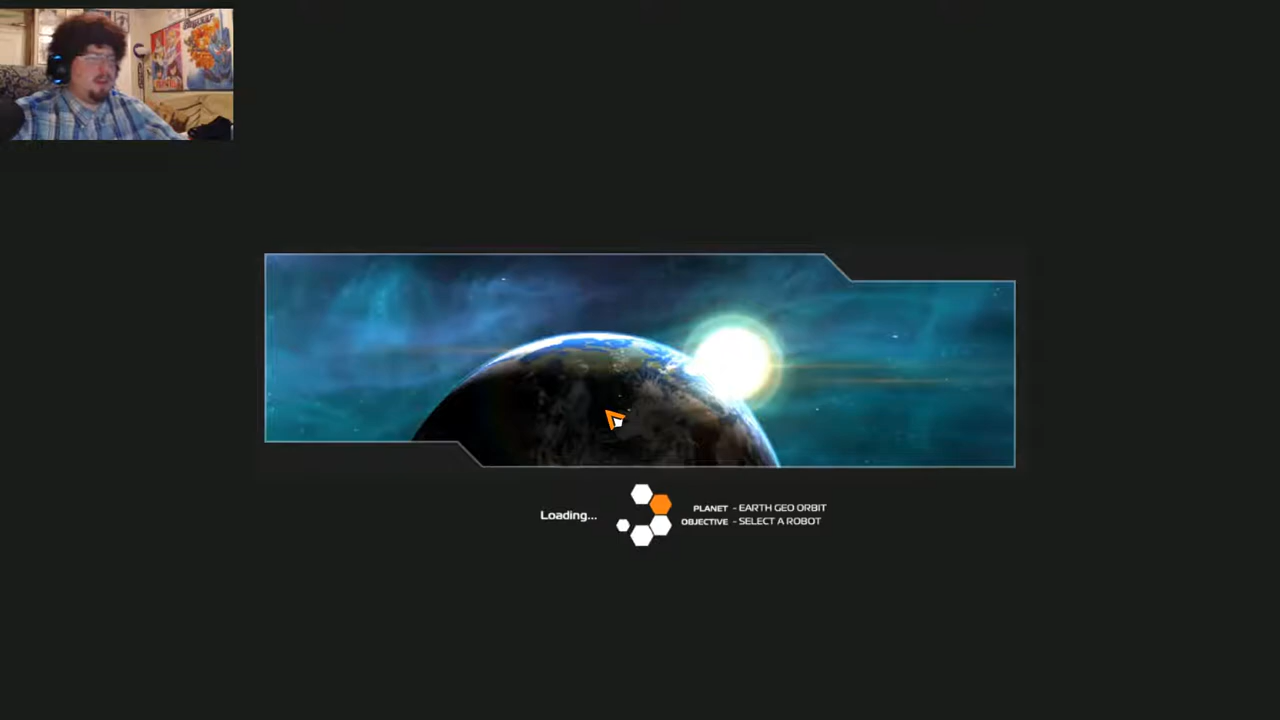 Loading...
PLANET - EARTH GEO ORBIT
OBJECTIVE - SELECT A ROBOT